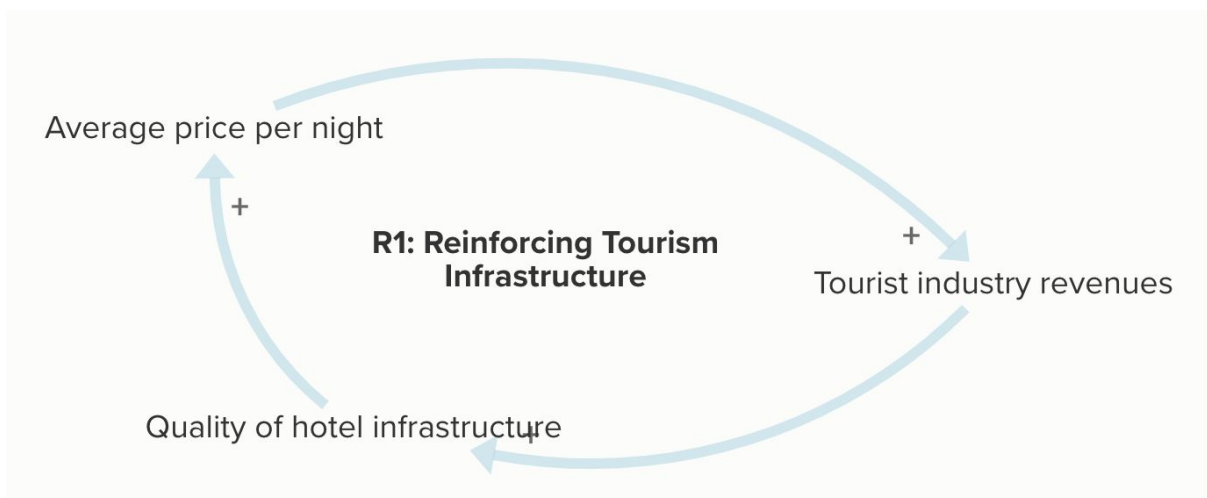 Average price per night
+
R1: Reinforcing Tourism
Infrastructure
+
Tourist industry revenues
Quality of hotel infrastructure
+